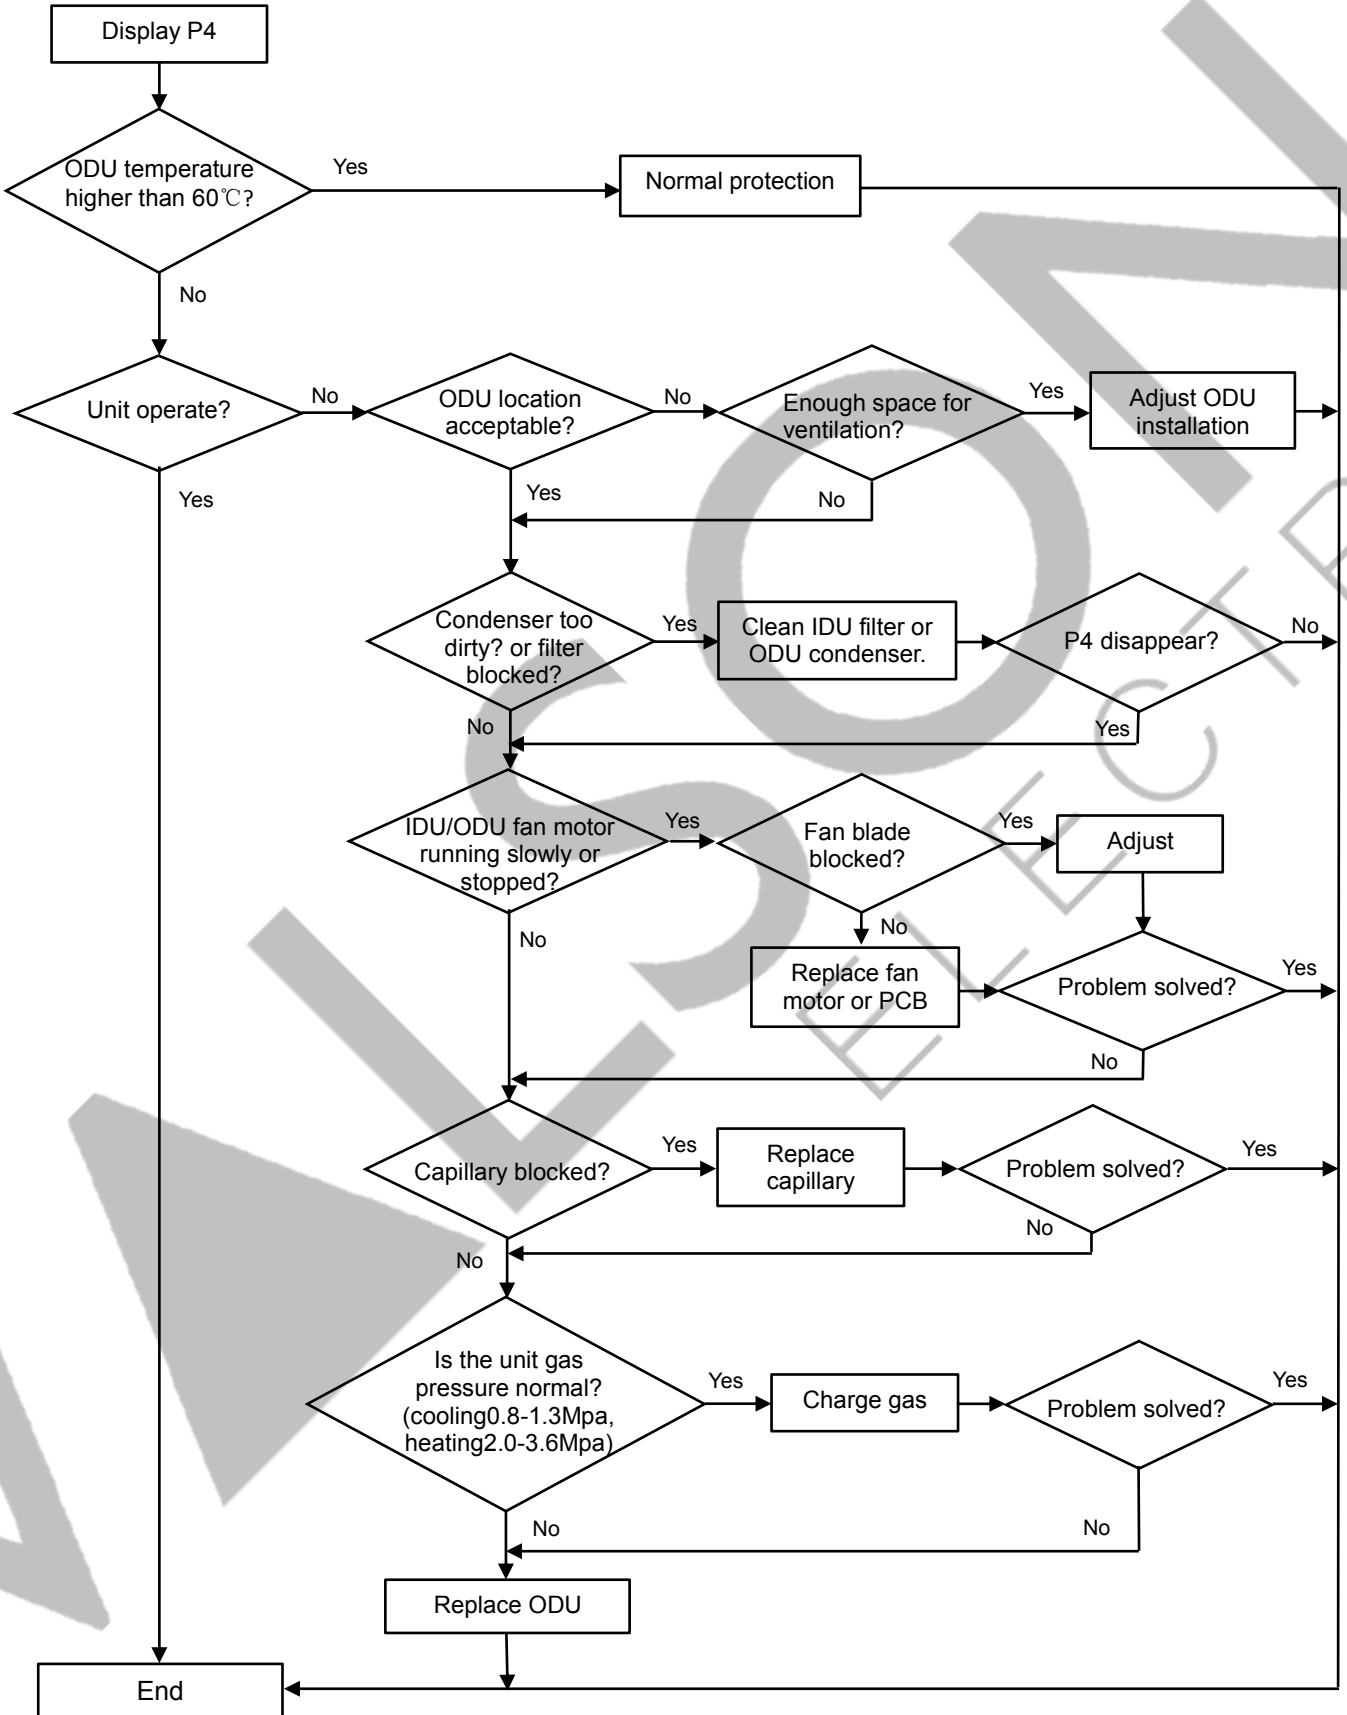 Display P4
ODU temperature
higher than 60℃?
Yes
Normal protection
No
Unit operate?
No
ODU location
acceptable?
No
Enough space for
ventilation?
Yes
Adjust ODU
installation
Yes
Yes
No
Condenser too
dirty? or filter
blocked?
Yes
Clean IDU filter or
ODU condenser.
P4 disappear?
No
No
Yes
IDU/ODU fan motor
running slowly or
stopped?
Yes
Fan blade
blocked?
Yes
Adjust
No
No
Replace fan
motor or PCB
Problem solved?
Yes
No
Capillary blocked?
Yes
Replace
capillary
Problem solved?
Yes
No
No
Is the unit gas
pressure normal?
(cooling0.8-1.3Mpa,
heating2.0-3.6Mpa)
Yes
Charge gas
Problem solved?
Yes
No
No
Replace ODU
End